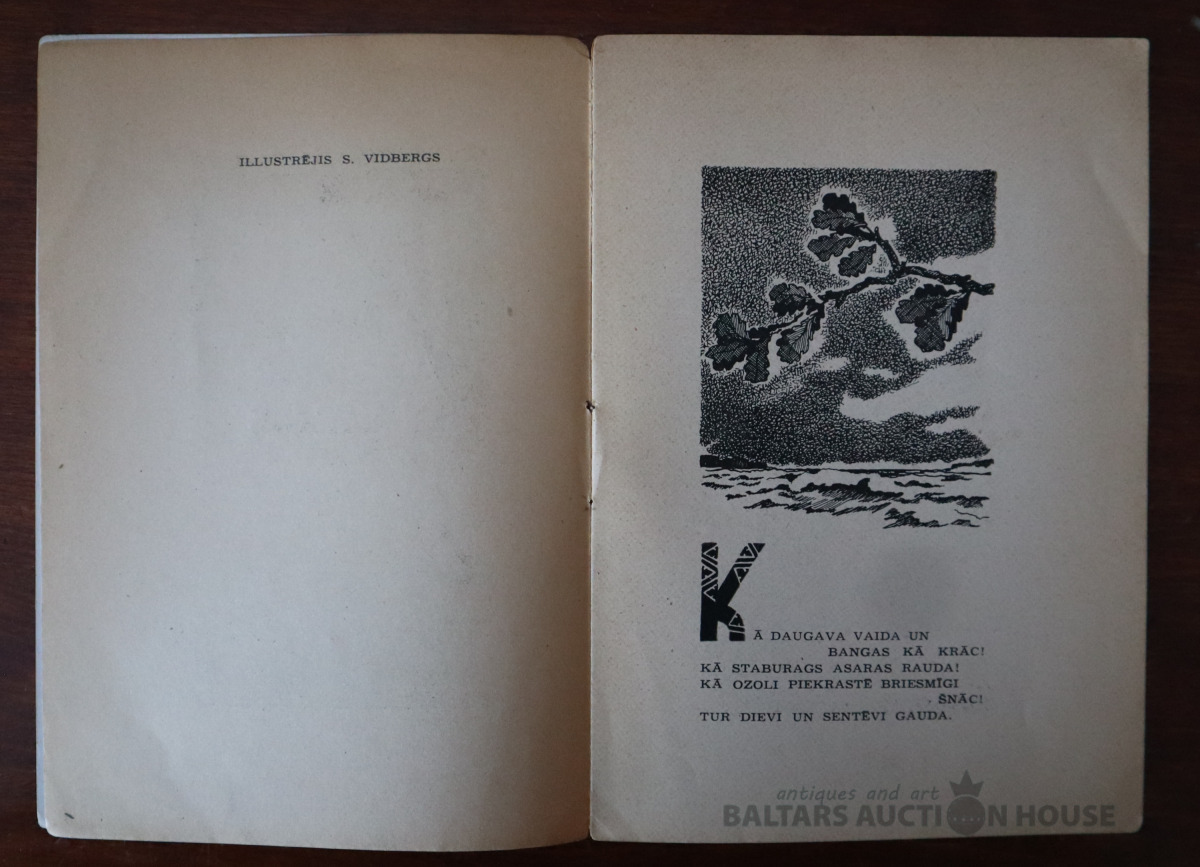 ILLUSTRĒJIS S. VIDBERGS
KĀ DAUGAVA VAIDA UN
BANGAS KĀ KRĀC!
KĀ STABURAGS ASARAS RAUDA!
KĀ OZOLI PIEKRASTĒ BRIESMĪGI
ŠNĀC!
TUR DIEVI UN SENTĒVI GAUDA.
antiques and art
BALTARS AUCTION HOUSE